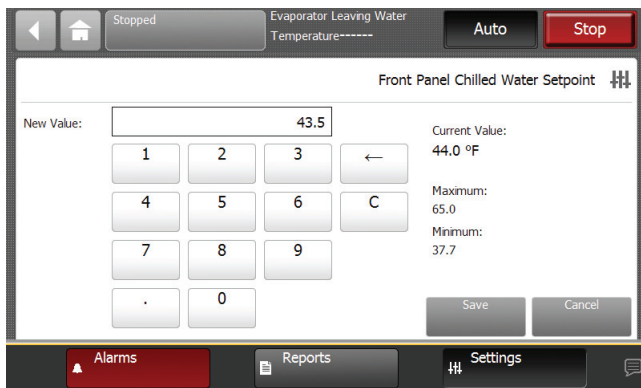 Stopped
Evaporator Leaving Water
Temperature------
Auto
Stop
Front Panel Chilled Water Setpoint
New Value:
43.5
Current Value:
44.0 ºF
1 2 3 ←
4 5 6 C
Maximum:
65.0
Minimum:
37.7
7 8 9
. 0
Save
Cancel
Alarms
Reports
Settings